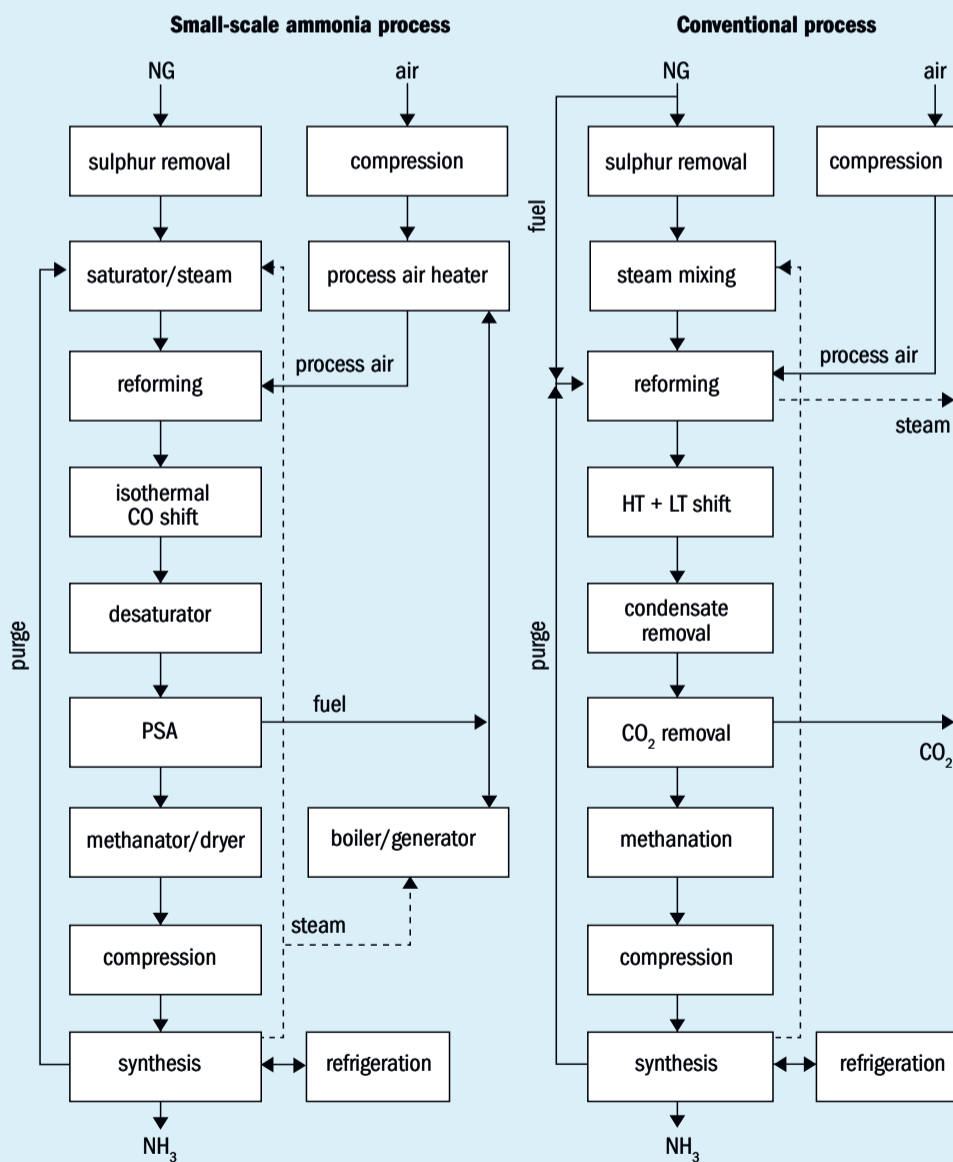 Small-scale ammonia process
NG
air
sulphur removal
compression
saturator/steam
process air heater
process air
reforming
isothermal
CO shift
desaturator
purge
PSA
fuel
methanator/dryer
boiler/generator
steam
compression
synthesis
refrigeration
NH₃
Conventional process
NG
air
sulphur removal
compression
fuel
steam mixing
process air
reforming
steam
HT + LT shift
condensate
removal
purge
CO₂ removal
CO₂
methanation
compression
synthesis
refrigeration
NH₃